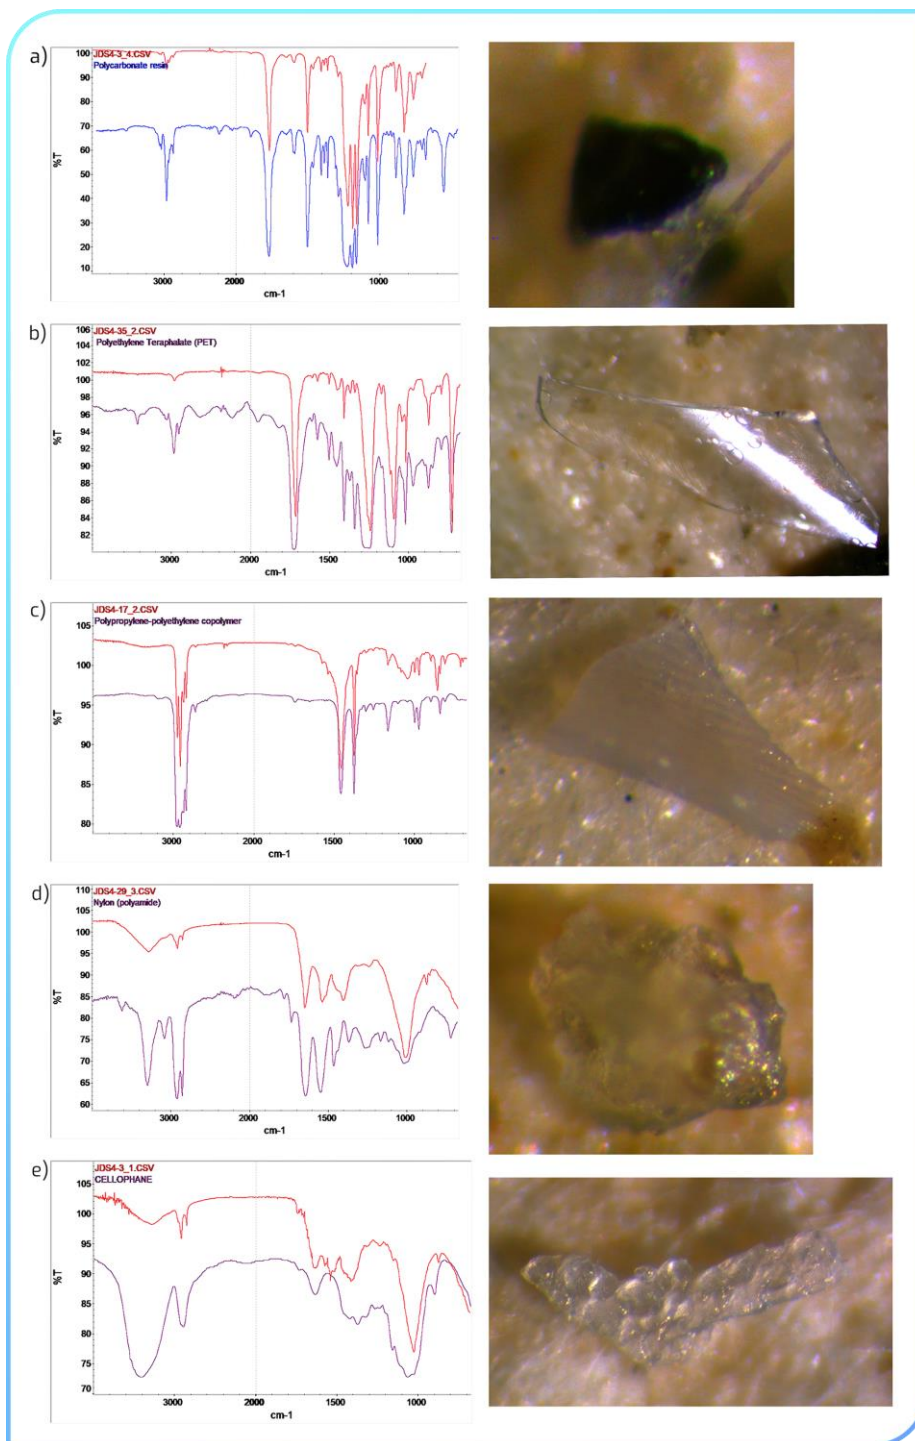 a)
JDS4-3_4.CSV
Polycarbonate resin
100
90
80
70
60
50
40
30
20
10
%T
3000
2000
1000
cm-1
b)
JDS4-35_2.CSV
Polyethylene Teraphalate (PET)
106
104
102
100
98
96
94
92
90
88
86
84
82
%T
3000
2000
1500
1000
cm-1
c)
JDS4-17_2.CSV
Polypropylene-polyethylene copolymer
105
100
95
90
85
80
%T
3000
2000
1500
1000
cm-1
d)
JDS4-29_3.CSV
Nylon (polyamide)
110
105
100
95
90
85
80
75
70
65
60
%T
3000
2000
1500
1000
cm-1
e)
JDS4-3_1.CSV
CELLOPHANE
105
100
95
90
85
80
75
70
%T
3000
2000
1500
1000
cm-1